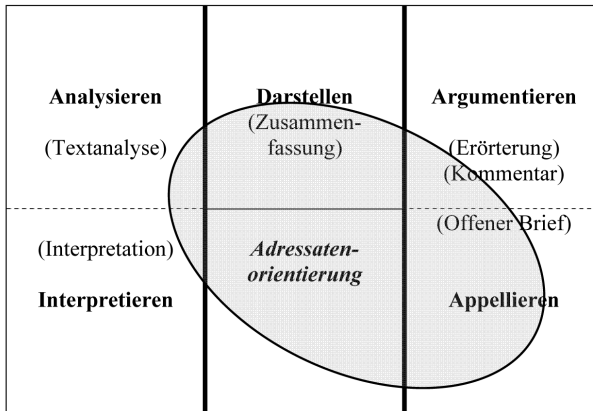 Analysieren
(Textanalyse)
(Interpretation)
Interpretieren
Darstellen
(Zusammen-
fassung)
Adressaten-
orientierung
Argumentieren
(Erörterung)
(Kommentar)
(Offener Brief)
Appellieren